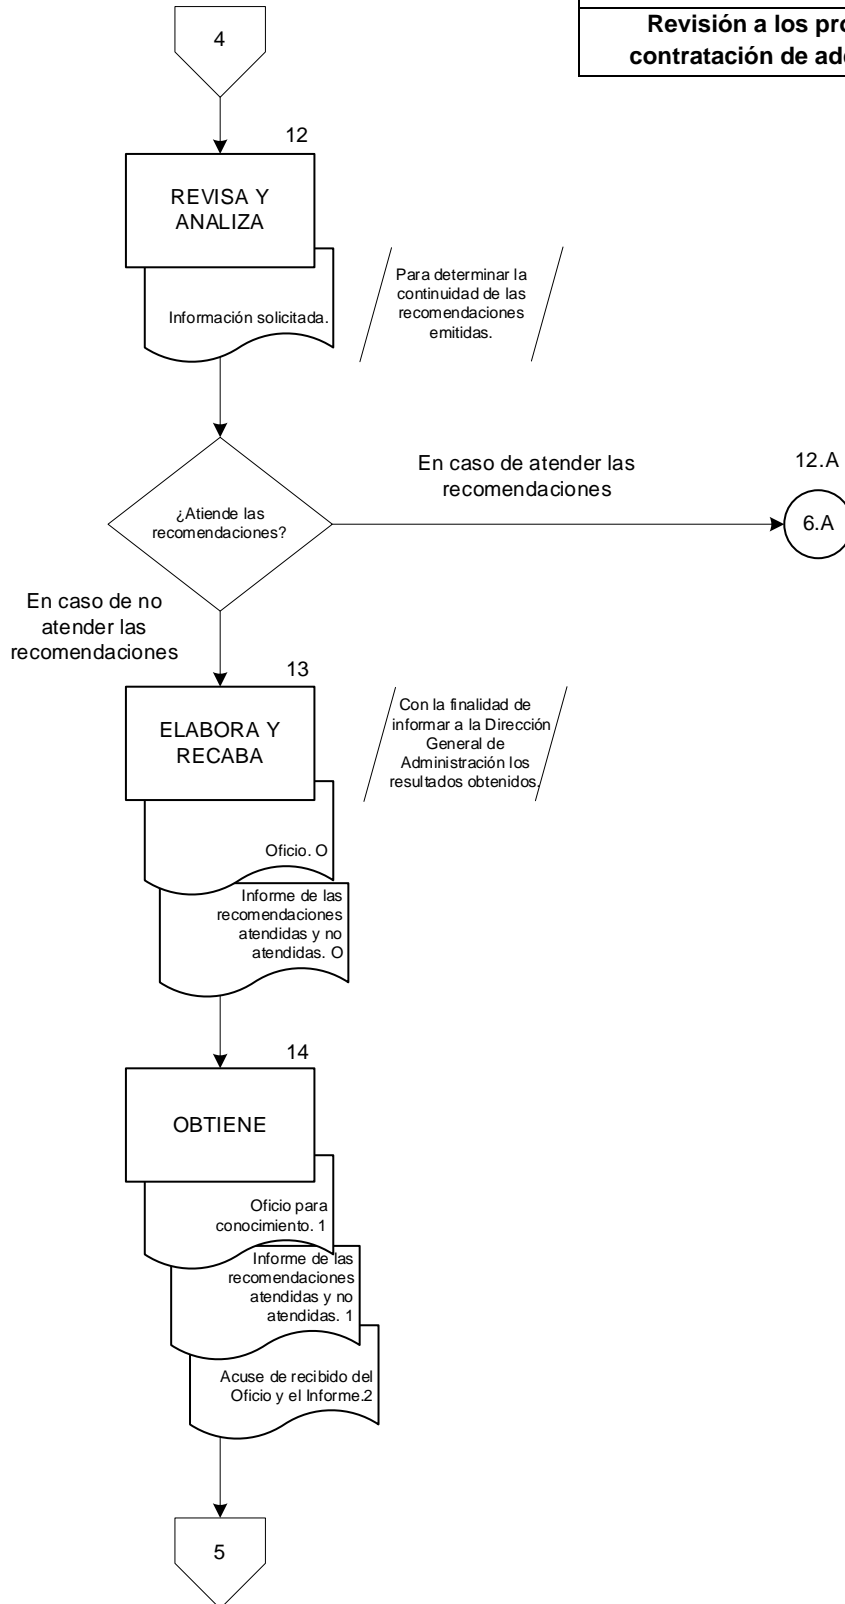 Revisión a los pro
contratación de ad
4
12
REVISA Y
ANALIZA
Información solicitada.
Para determinar la
continuidad de las
recomendaciones
emitidas.
¿Atiende las
recomendaciones?
En caso de atender las
recomendaciones
12.A
6.A
En caso de no
atender las
recomendaciones
13
ELABORA Y
RECABA
Con la finalidad de
informar a la Dirección
General de
Administración los
resultados obtenidos.
Oficio. O
Informe de las
recomendaciones
atendidas y no
atendidas. O
14
OBTIENE
Oficio para
conocimiento. 1
Informe de las
recomendaciones
atendidas y no
atendidas. 1
Acuse de recibido del
Oficio y el Informe.2
5